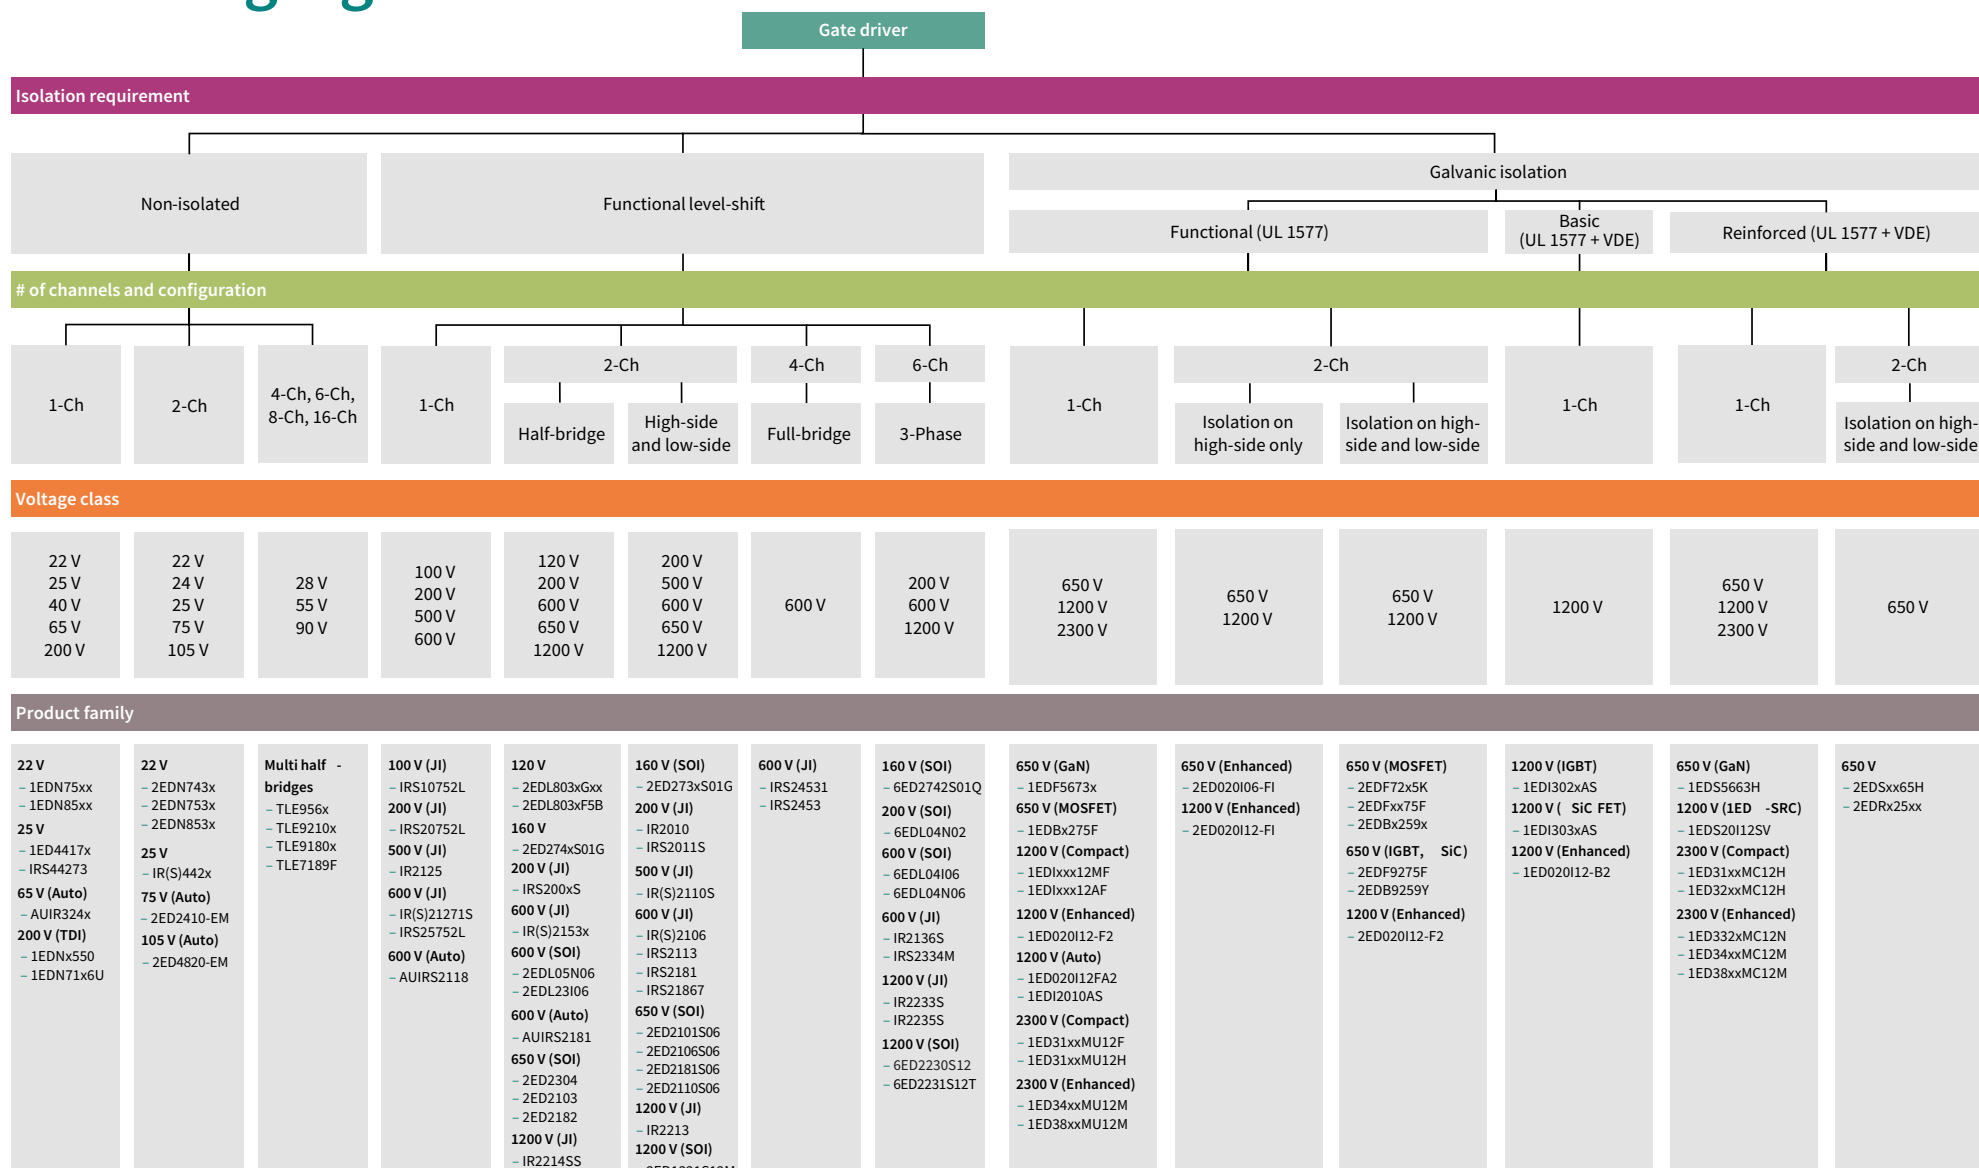 Gate driver
Isolation requirement
Non-isolated
Functional level-shift
Galvanic isolation
Functional (UL 1577)
Basic
(UL 1577 + VDE)
Reinforced (UL 1577 + VDE)
# of channels and configuration
1-Ch
2-Ch
4-Ch, 6-Ch,
8-Ch, 16-Ch
1-Ch
2-Ch
Half-bridge
High-side
and low-side
4-Ch
Full-bridge
6-Ch
3-Phase
1-Ch
2-Ch
Isolation on
high-side only
Isolation on high-
side and low-side
1-Ch
1-Ch
2-Ch
Isolation on high-
side and low-side
Voltage class
22 V
25 V
40 V
65 V
200 V
22 V
24 V
25 V
75 V
105 V
28 V
55 V
90 V
100 V
200 V
500 V
600 V
120 V
200 V
600 V
650 V
1200 V
200 V
500 V
600 V
650 V
1200 V
600 V
200 V
600 V
1200 V
650 V
1200 V
2300 V
650 V
1200 V
650 V
1200 V
1200 V
650 V
1200 V
2300 V
650 V
Product family
22 V
– 1EDN75xx
– 1EDN85xx
25 V
– 1ED4417x
– IRS44273
65 V (Auto)
– AUIR324x
200 V (TDI)
– 1EDNx550
– 1EDN71x6U
22 V
– 2EDN743x
– 2EDN753x
– 2EDN853x
25 V
– IR(S)442x
75 V (Auto)
– 2ED2410-EM
105 V (Auto)
– 2ED4820-EM
Multi half -
bridges
– TLE956x
– TLE9210x
– TLE9180x
– TLE7189F
100 V (JI)
– IRS10752L
200 V (JI)
– IRS20752L
500 V (JI)
– IR2125
600 V (JI)
– IR(S)21271S
– IRS25752L
600 V (Auto)
– AUIRS2118
120 V
– 2EDL803xGxx
– 2EDL803xF5B
160 V
– 2ED274xS01G
200 V (JI)
– IRS200xS
600 V (JI)
– IR(S)2153x
600 V (SOI)
– 2EDL05N06
– 2EDL23I06
600 V (Auto)
– AUIRS2181
650 V (SOI)
– 2ED2304
– 2ED2103
– 2ED2182
1200 V (JI)
– IR2214SS
160 V (SOI)
– 2ED273xS01G
200 V (JI)
– IR2010
– IRS2011S
500 V (JI)
– IR(S)2110S
600 V (JI)
– IR(S)2106
– IRS2113
– IRS2181
– IRS21867
650 V (SOI)
– 2ED2101S06
– 2ED2106S06
– 2ED2181S06
– 2ED2110S06
1200 V (JI)
– IR2213
1200 V (SOI)
600 V (JI)
– IRS24531
– IRS2453
160 V (SOI)
– 6ED2742S01Q
200 V (SOI)
– 6EDL04N02
600 V (SOI)
– 6EDL04I06
– 6EDL04N06
600 V (JI)
– IR2136S
– IRS2334M
1200 V (JI)
– IR2233S
– IR2235S
1200 V (SOI)
– 6ED2230S12
– 6ED2231S12T
650 V (GaN)
– 1EDF5673x
650 V (MOSFET)
– 1EDBx275F
1200 V (Compact)
– 1EDIxxx12MF
– 1EDIxxx12AF
1200 V (Enhanced)
– 1ED020I12-F2
1200 V (Auto)
– 1ED020I12FA2
– 1EDI2010AS
2300 V (Compact)
– 1ED31xxMU12F
– 1ED31xxMU12H
2300 V (Enhanced)
– 1ED34xxMU12M
– 1ED38xxMU12M
650 V (Enhanced)
– 2ED020I06-FI
1200 V (Enhanced)
– 2ED020I12-FI
650 V (MOSFET)
– 2EDF72x5K
– 2EDFxx75F
– 2EDBx259x
650 V (IGBT, SiC)
– 2EDF9275F
– 2EDB9259Y
1200 V (Enhanced)
– 2ED020I12-F2
1200 V (IGBT)
– 1EDI302xAS
1200 V ( SiC FET)
– 1EDI303xAS
1200 V (Enhanced)
– 1ED020I12-B2
650 V (GaN)
– 1EDS5663H
1200 V (1ED -SRC)
– 1EDS20I12SV
2300 V (Compact)
– 1ED31xxMC12H
– 1ED32xxMC12H
2300 V (Enhanced)
– 1ED332xMC12N
– 1ED34xxMC12M
– 1ED38xxMC12M
650 V
– 2EDSxx65H
– 2EDRx25xx